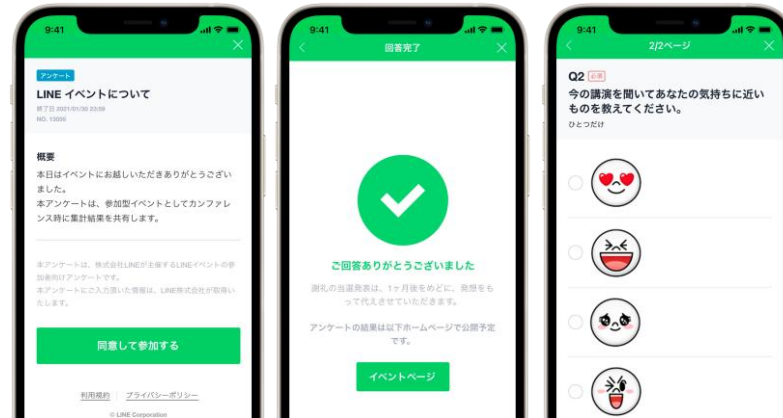 9:41
アンケート
LINE イベントについて
終了日 2021/01/30 23:59
NO. 13000
概要
本日はイベントにお越しいただきありがとうござい
ました。
本アンケートは、参加型イベントとしてカンファレ
ンス時に集計結果を共有します。
本アンケートは、株式会社LINEが主催するLINEイベントの参
加者向けアンケートです。
本アンケートにご入力頂いた情報は、LINE株式会社が取得い
たします。
同意して参加する
利用規約
プライバシーポリシー
© LINE Corporation
9:41
回答完了
ご回答ありがとうございました
謝礼の当選発表は、1ヶ月後をめどに、発想をも
って代えさせていただきます。
アンケートの結果は以下ホームページで公開予定
です。
イベントページ
9:41
2/2ページ
Q2 必須
今の講演を聞いてあなたの気持ちに近い
ものを教えてください。
ひとつだけ